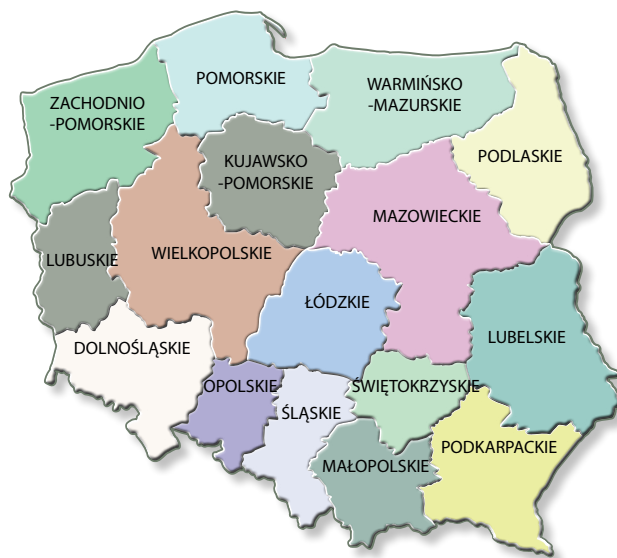 POMORSKIE
WARMIŃSKO
-MAZURSKIE
ZACHODNIO
-POMORSKIE
KUJAWSKO
-POMORSKIE
PODLASKIE
MAZOWIECKIE
LUBUSKIE
WIELKOPOLSKIE
ŁÓDZKIE
LUBELSKIE
DOLNOŚLĄSKIE
OPOLSKIE
ŚWIĘTOKRZYSKIE
ŚLĄSKIE
PODKARPACKIE
MAŁOPOLSKIE